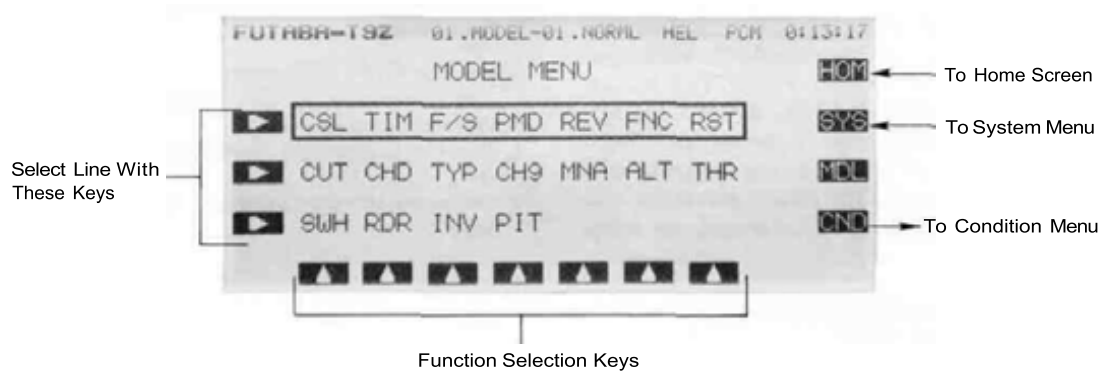 FUTABA-T9Z 01.MODEL-01.NORML HEL PCM 0:13:17
MODEL MENU
HOM
To Home Screen
CSL TIM F/S PMD REV FNC RST
SYS
To System Menu
Select Line With
These Keys
CUT CHD TYP CH9 MNA ALT THR
MDL
SWH RDR INV PIT
CND
To Condition Menu
Function Selection Keys